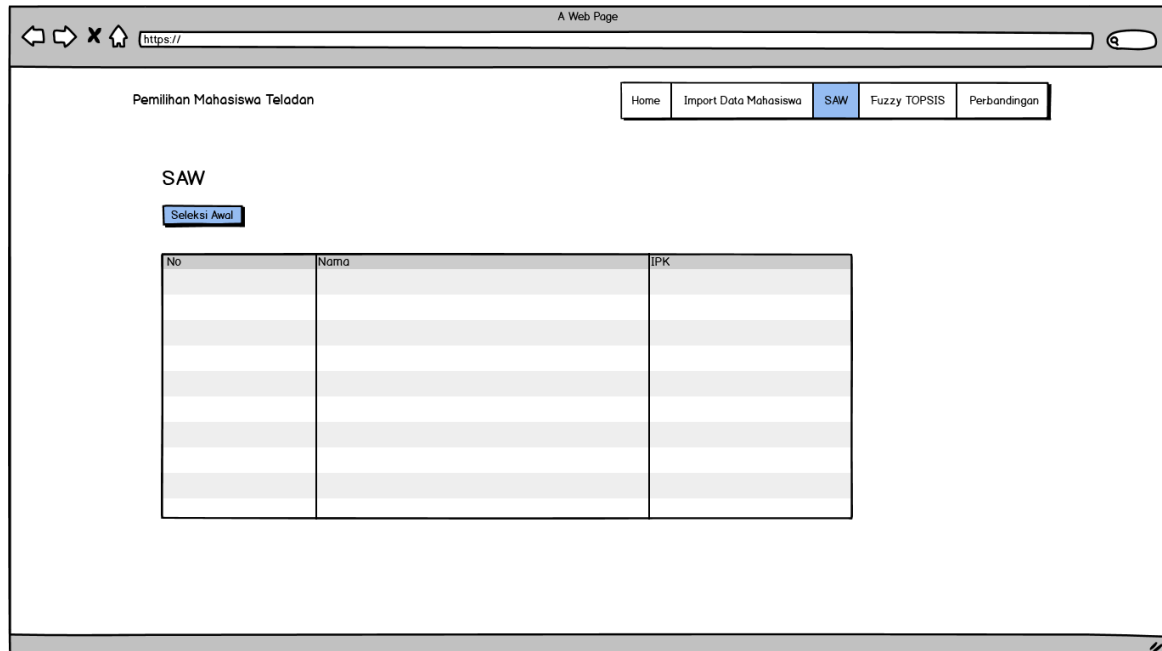 A Web Page
https://
Pemilihan Mahasiswa Teladan
Home Import Data Mahasiswa SAW Fuzzy TOPSIS Perbandingan
SAW
Seleksi Awal
No Nama IPK